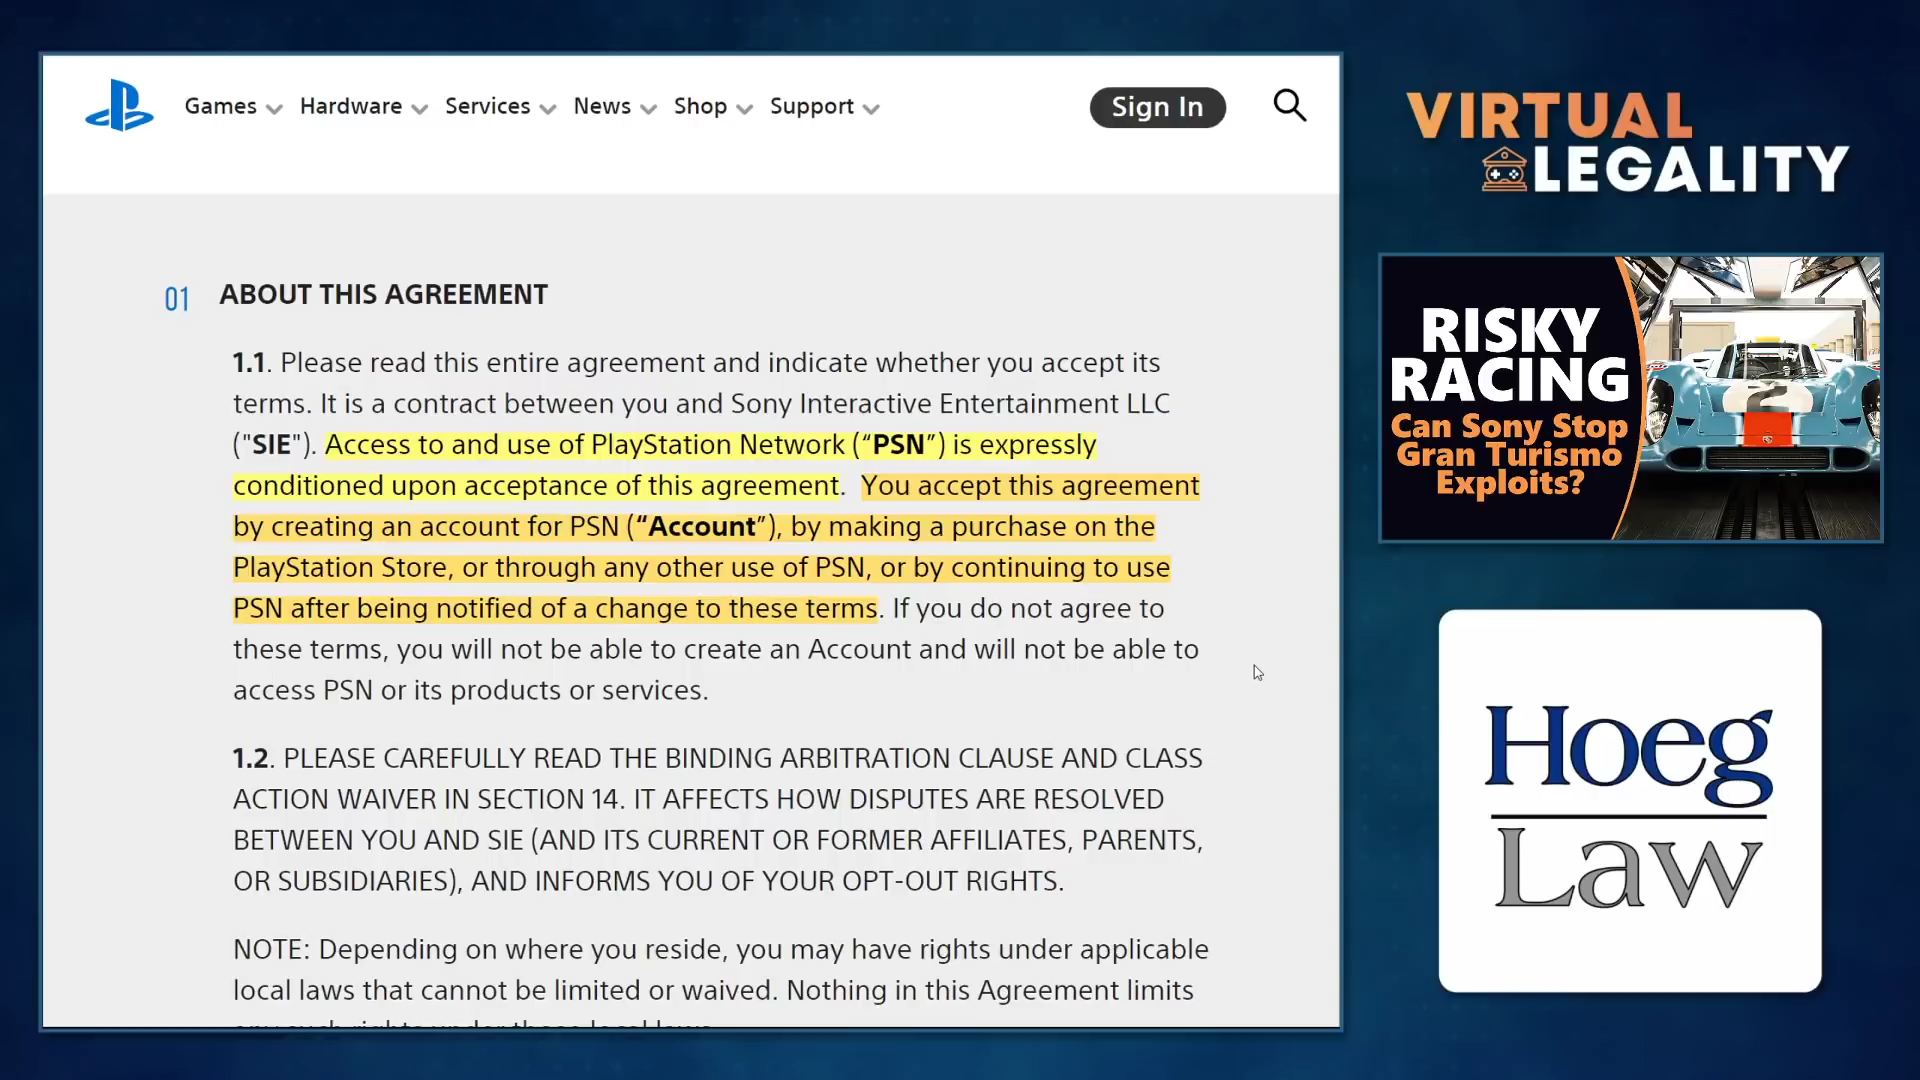 Games Hardware Services News Shop Support Sign In
01 ABOUT THIS AGREEMENT
1.1. Please read this entire agreement and indicate whether you accept its
terms. It is a contract between you and Sony Interactive Entertainment LLC
("SIE"). Access to and use of PlayStation Network (“PSN”) is expressly
conditioned upon acceptance of this agreement. You accept this agreement
by creating an account for PSN (“Account”), by making a purchase on the
PlayStation Store, or through any other use of PSN, or by continuing to use
PSN after being notified of a change to these terms. If you do not agree to
these terms, you will not be able to create an Account and will not be able to
access PSN or its products or services.
1.2. PLEASE CAREFULLY READ THE BINDING ARBITRATION CLAUSE AND CLASS
ACTION WAIVER IN SECTION 14. IT AFFECTS HOW DISPUTES ARE RESOLVED
BETWEEN YOU AND SIE (AND ITS CURRENT OR FORMER AFFILIATES, PARENTS,
OR SUBSIDIARIES), AND INFORMS YOU OF YOUR OPT-OUT RIGHTS.
NOTE: Depending on where you reside, you may have rights under applicable
local laws that cannot be limited or waived. Nothing in this Agreement limits
VIRTUAL
LEGALITY
RISKY
RACING
Can Sony Stop
Gran Turismo
Exploits?
2
Hoeg
Law